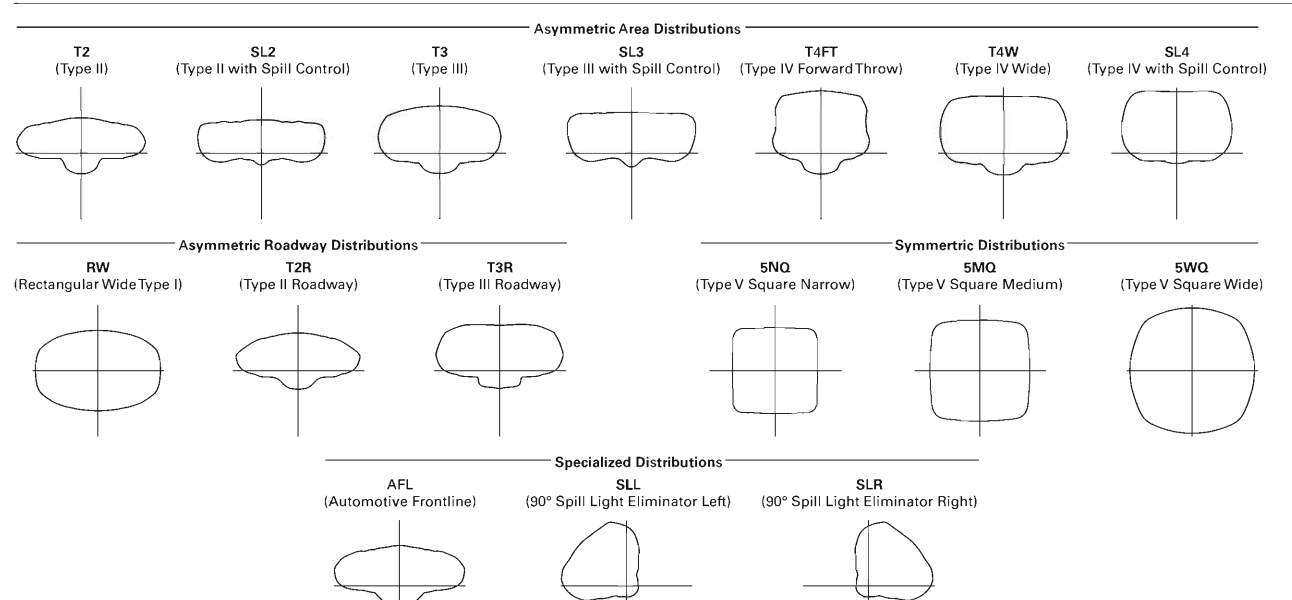 Asymmetric Area Distributions
T2 SL2 T3 SL3 T4FT T4W SL4
(Type II) (Type II with Spill Control) (Type III) (Type III with Spill Control) (Type IV Forward Throw) (Type IV Wide) (Type IV with Spill Control)
Asymmetric Roadway Distributions Symmertric Distributions
RW T2R T3R 5NQ 5MQ 5WQ
(Rectangular Wide Type I) (Type II Roadway) (Type III Roadway) (Type V Square Narrow) (Type V Square Medium) (Type V Square Wide)
Specialized Distributions
AFL SLL SLR
(Automotive Frontline) (90° Spill Light Eliminator Left) (90° Spill Light Eliminator Right)